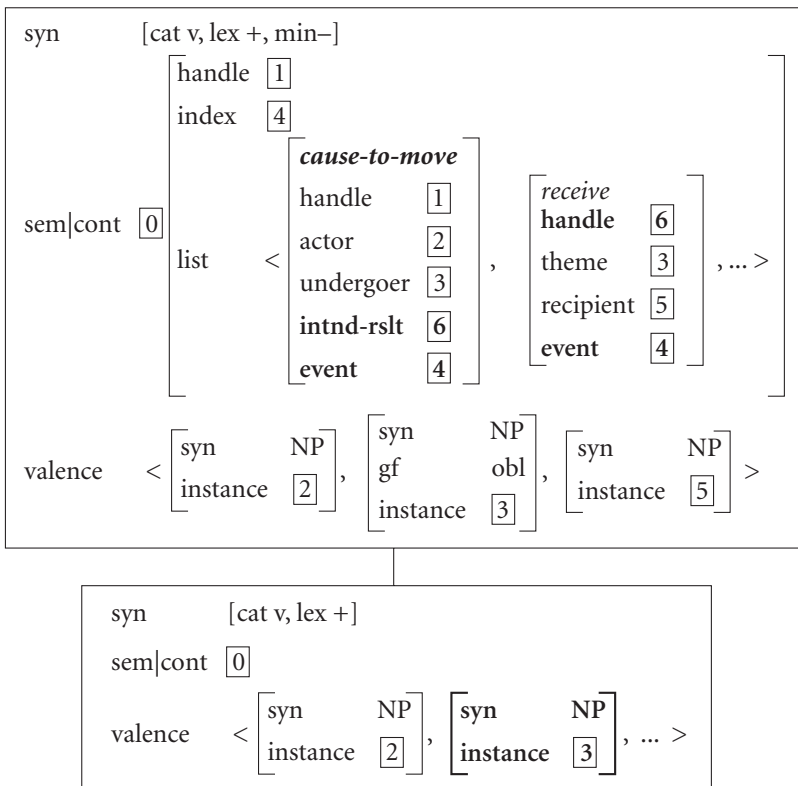 syn [cat v, lex +, min–]
handle 1
index 4
sem|cont 0
list < cause-to-move
handle 1
actor 2
undergoer 3
intnd-rslt 6
event 4
,
receive
handle 6
theme 3
recipient 5
event 4
, ... >
valence <
syn NP
instance 2
,
syn NP
gf obl
instance 3
,
syn NP
instance 5
>
syn [cat v, lex +]
sem|cont 0
valence <
syn NP
instance 2
,
syn NP
instance 3
, ... >